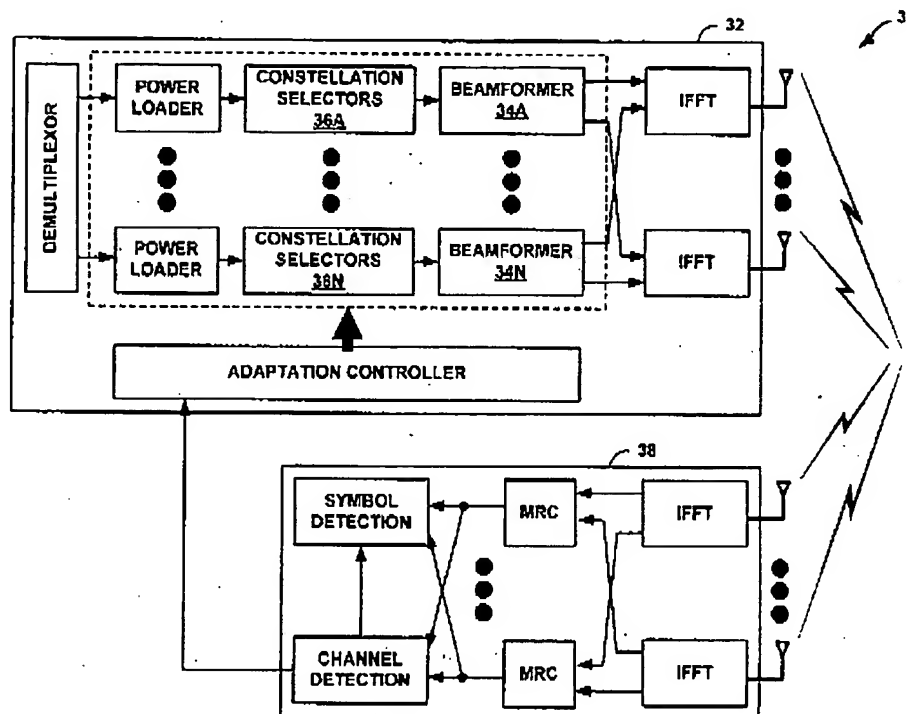 32
3
DEMULTIPLEXOR
POWER
LOADER
CONSTELLATION
SELECTORS
36A
BEAMFORMER
34A
IFFT
POWER
LOADER
CONSTELLATION
SELECTORS
38N
BEAMFORMER
34N
IFFT
ADAPTATION CONTROLLER
38
SYMBOL
DETECTION
MRC
IFFT
CHANNEL
DETECTION
MRC
IFFT